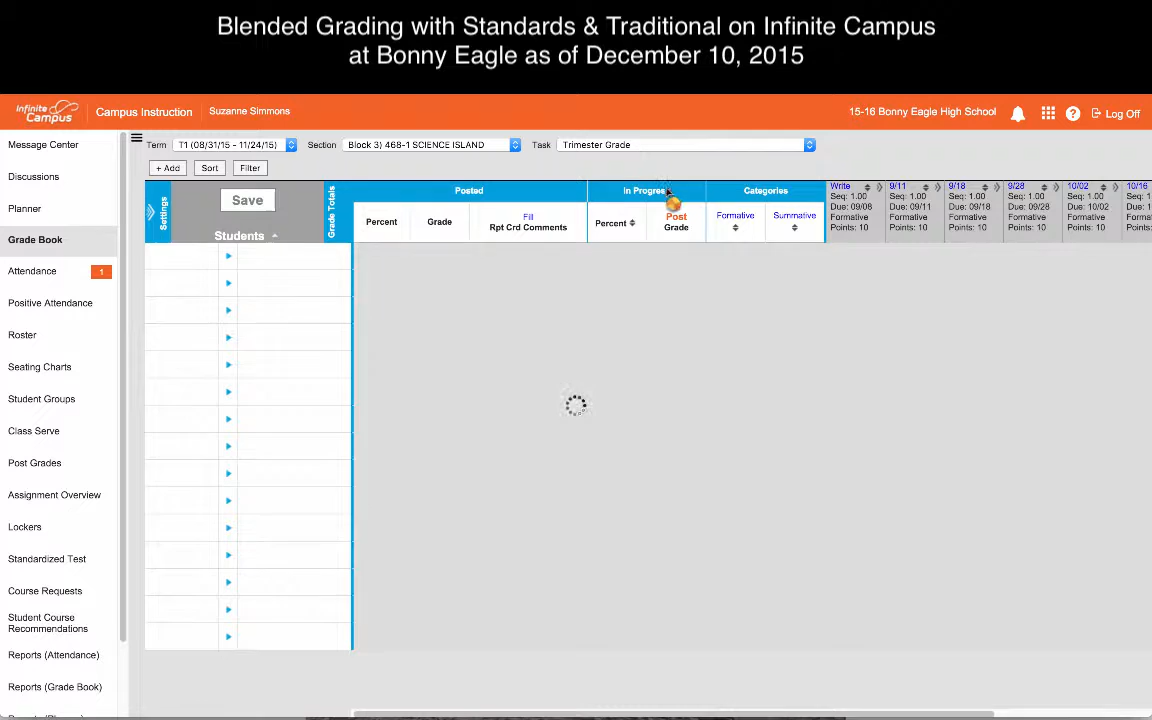 Blended Grading with Standards & Traditional on Infinite Campus
at Bonny Eagle as of December 10, 2015
Infinite
Campus
Campus Instruction
Suzanne Simmons
15-16 Bonny Eagle High School
?
Log Off
Message Center
Discussions
Planner
Grade Book
Attendance
1
Positive Attendance
Roster
Seating Charts
Student Groups
Class Serve
Post Grades
Assignment Overview
Lockers
Standardized Test
Course Requests
Student Course
Recommendations
Reports (Attendance)
Reports (Grade Book)
Term T1 (08/31/15 - 11/24/15) Section Block 3) 468-1 SCIENCE ISLAND Task Trimester Grade
+ Add Sort Filter
Settings
Save
Students
Grade Totals
Posted
Percent
Grade
Fill
Rpt Crd Comments
In Progress
Percent
Post
Grade
Categories
Formative
Summative
Write
Seq: 1.00
Due: 09/08
Formative
Points: 10
9/11
Seq: 1.00
Due: 09/11
Formative
Points: 10
9/18
Seq: 1.00
Due: 09/18
Formative
Points: 10
9/28
Seq: 1.00
Due: 09/28
Formative
Points: 10
10/02
Seq: 1.00
Due: 10/02
Formative
Points: 10
10/16
Seq: 1
Due: 1
Forma
Points